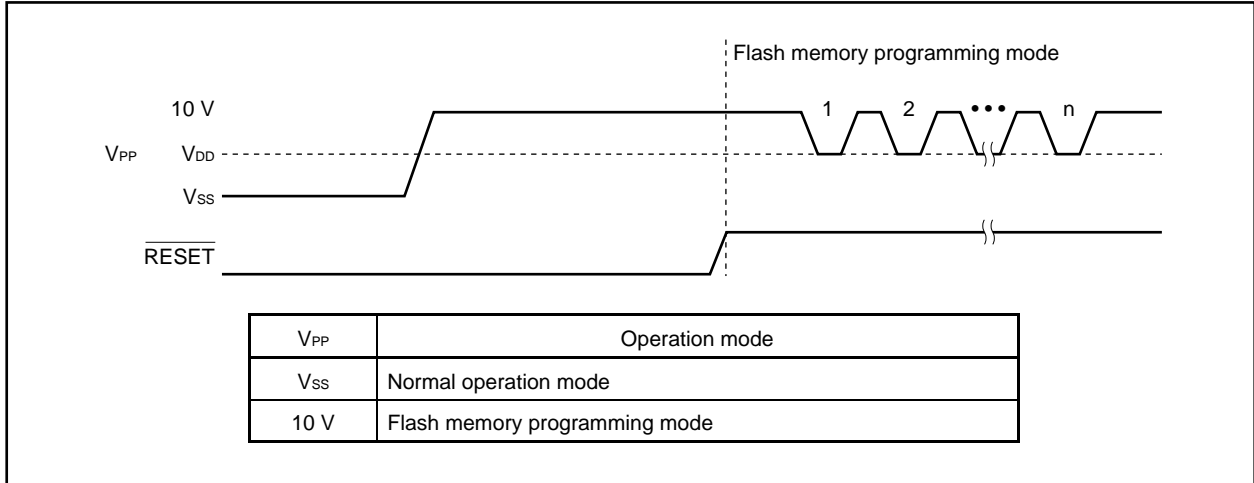 Flash memory programming mode
10 V
1 2 ••• n
VPP VDD
VSS
RESET
VPP Operation mode
VSS Normal operation mode
10 V Flash memory programming mode